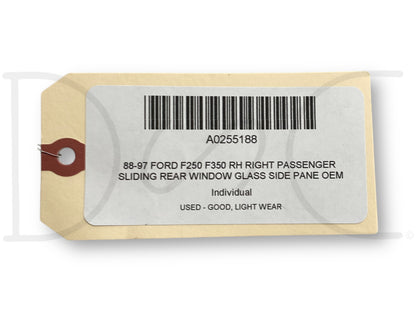 A0255188
88-97 FORD F250 F350 RH RIGHT PASSENGER
SLIDING REAR WINDOW GLASS SIDE PANE OEM
Individual
USED - GOOD, LIGHT WEAR